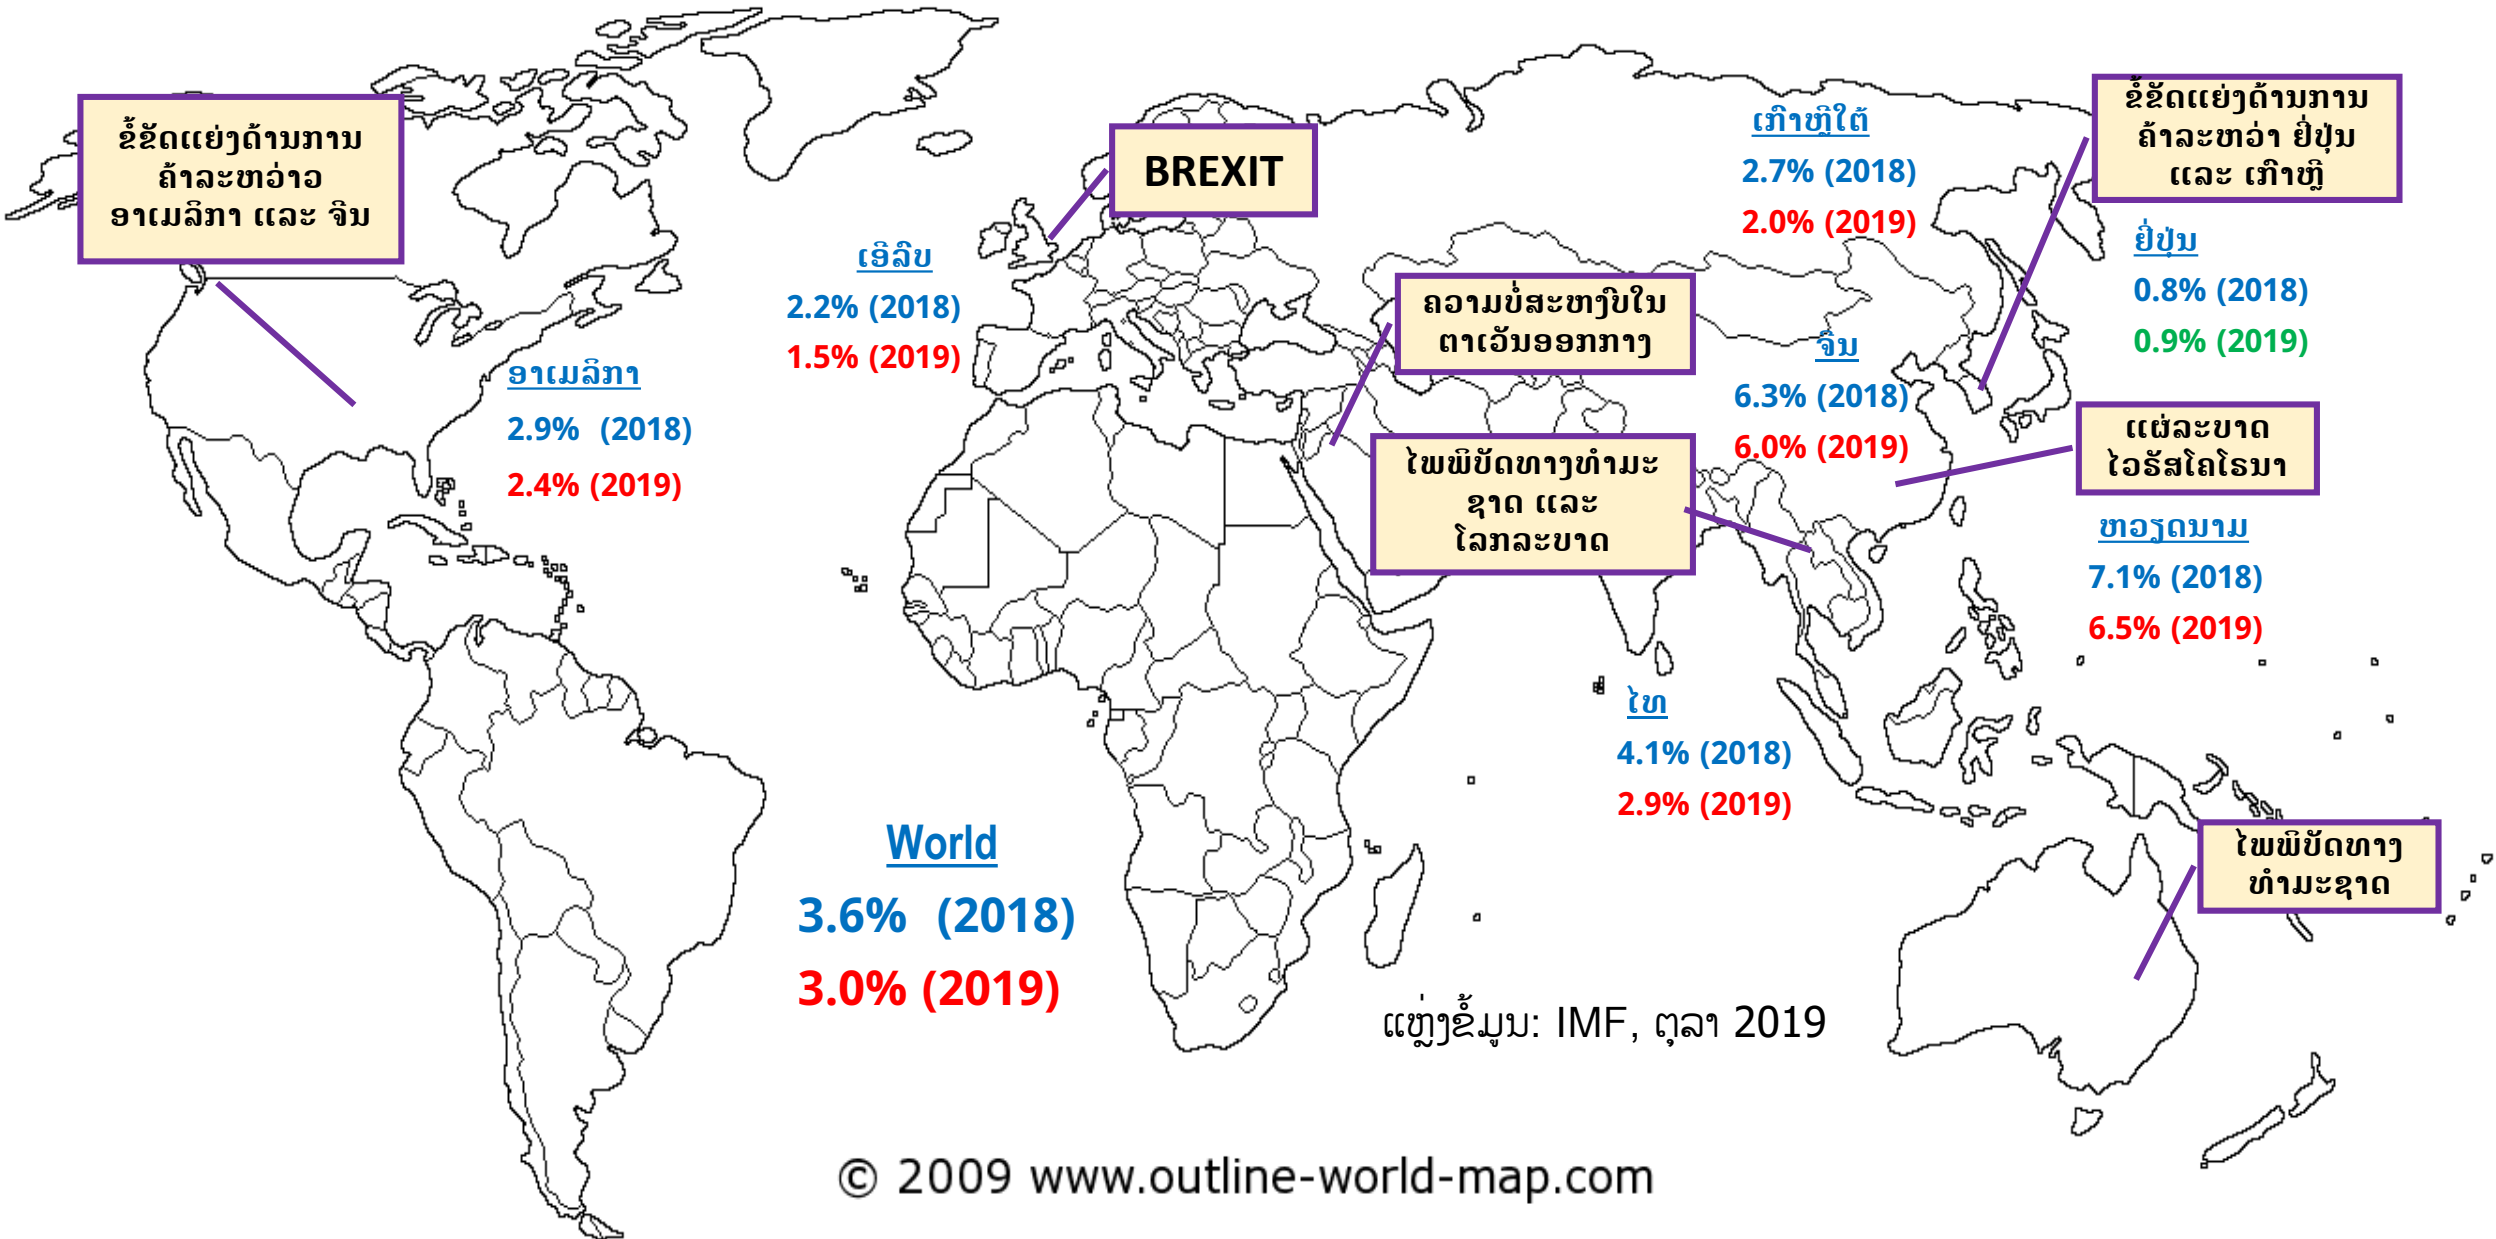 ຂໍ້ຂັດແຍ່ງດ້ານການ
ຄ້າລະຫວ່າວ
ອາເມລິກາ ແລະ ຈີນ
BREXIT
ເກົາຫຼີໃຕ້
2.7% (2018)
2.0% (2019)
ຂໍ້ຂັດແຍ່ງດ້ານການ
ຄ້າລະຫວ່າ ຍີ່ປຸ່ນ
ແລະ ເກົາຫຼີ
ຍີ່ປຸ່ນ
0.8% (2018)
0.9% (2019)
ເອີລົບ
2.2% (2018)
1.5% (2019)
ຄວາມບໍ່ສະຫງົບໃນ
ຕາເວັນອອກກາງ
ຈີນ
6.3% (2018)
6.0% (2019)
ອາເມລິກາ
2.9% (2018)
2.4% (2019)
ໄພພິບັດທາງທຳມະ
ຊາດ ແລະ
ໂລກລະບາດ
ແຜ່ລະບາດ
ໄວຣັສໂຄໂຣນາ
ຫວຽດນາມ
7.1% (2018)
6.5% (2019)
ໄທ
4.1% (2018)
2.9% (2019)
World
3.6% (2018)
3.0% (2019)
ໄພພິບັດທາງ
ທຳມະຊາດ
ແຫຼ່ງຂໍ້ມູນ: IMF, ຕຸລາ 2019
© 2009 www.outline-world-map.com